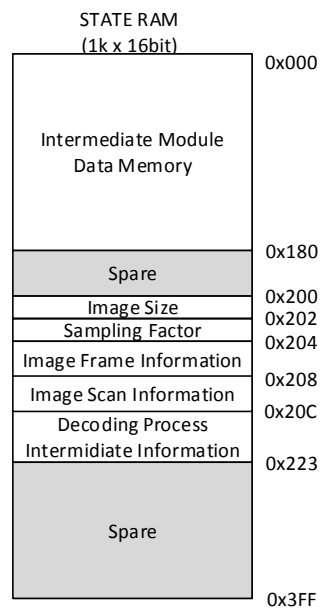 STATE RAM
(1k x 16bit)
0x000
Intermediate Module
Data Memory
0x180
Spare
0x200
Image Size
0x202
Sampling Factor
0x204
Image Frame Information
0x208
Image Scan Information
0x20C
Decoding Process
Intermidiate Information
0x223
Spare
0x3FF